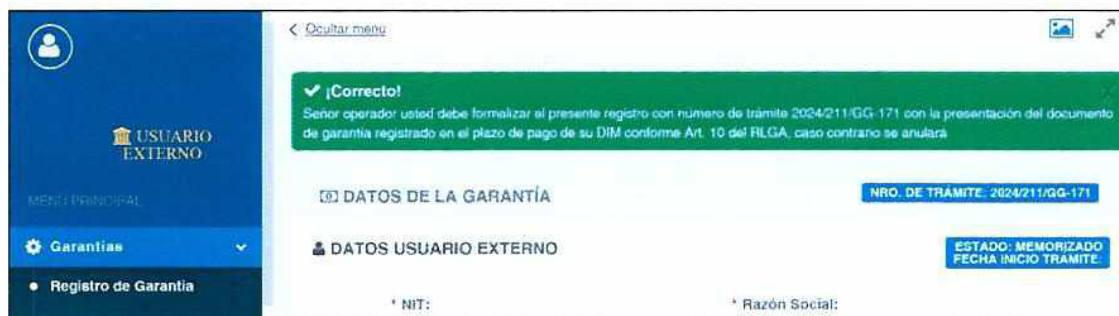 Ocultar menu
¡Correcto!
Señor operador usted debe formalizar el presente registro con número de trámite 2024/211/GG-171 con la presentación del documento
de garantía registrado en el plazo de pago de su DIM conforme Art. 10 del RLGA, caso contrario se anulará
USUARIO
EXTERNO
MENU PRINCIPAL
DATOS DE LA GARANTÍA
NRO. DE TRÁMITE: 2024/211/GG-171
Garantías
DATOS USUARIO EXTERNO
ESTADO: MEMORIZADO
FECHA INICIO TRAMITE:
Registro de Garantia
* NIT:
* Razón Social: